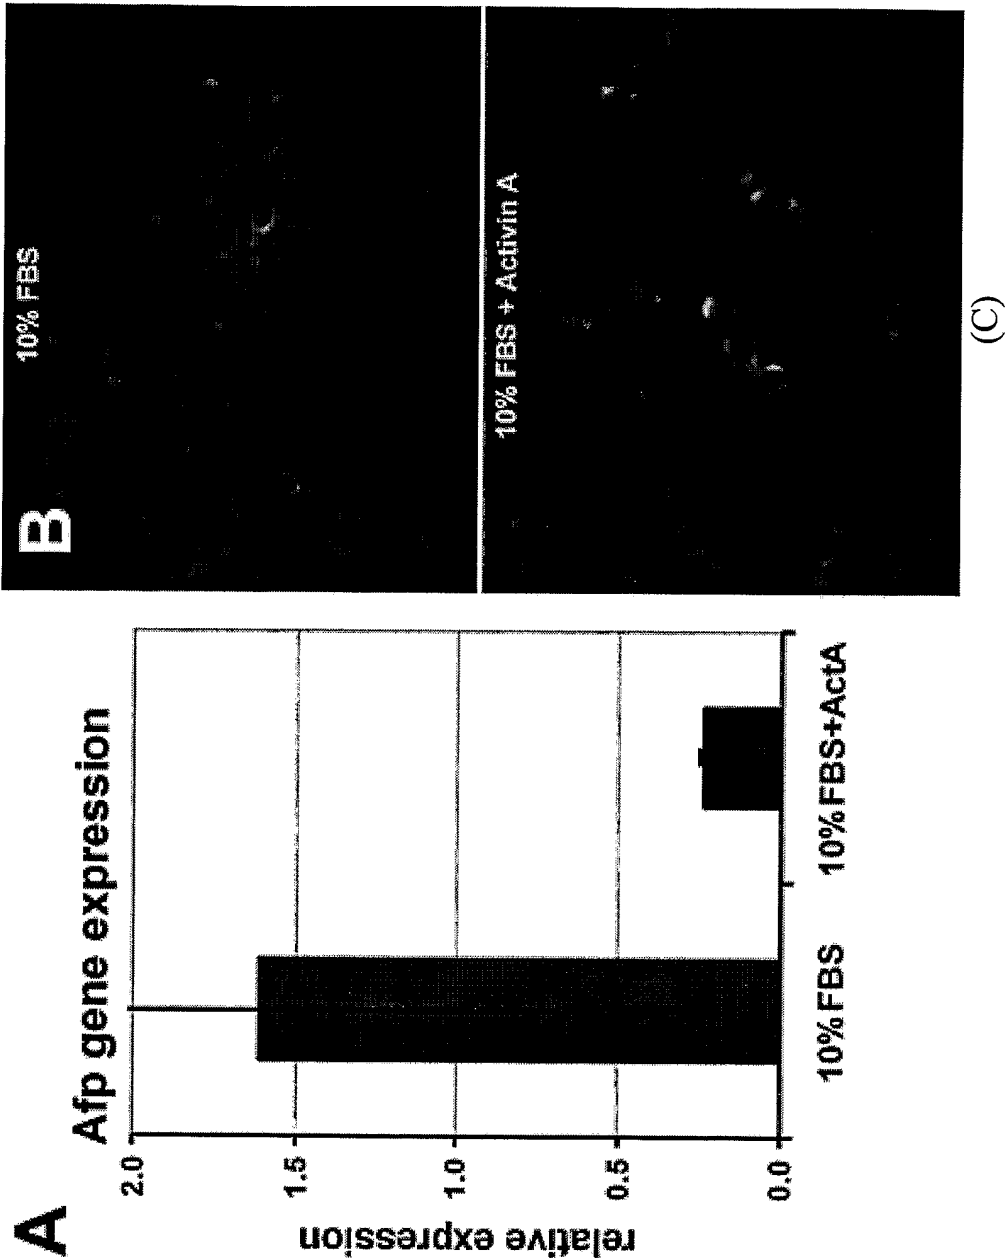 A
Afp gene expression
relative expression
2.0
1.5
1.0
0.5
0.0
10%FBS
10%FBS+ActA
B
10% FBS
10% FBS + Activin A
(C)